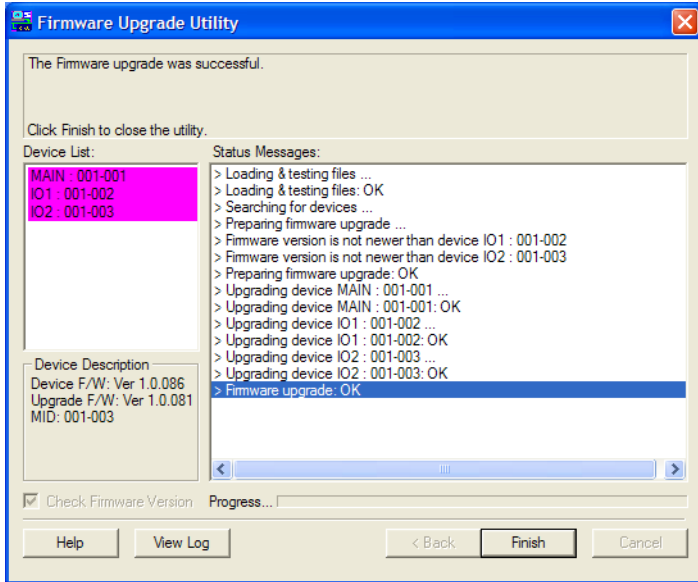 Firmware Upgrade Utility
The Firmware upgrade was successful.
Click Finish to close the utility.
Device List:
MAIN : 001-001
IO1 : 001-002
IO2 : 001-003
Status Messages:
> Loading & testing files ...
> Loading & testing files: OK
> Searching for devices ...
> Preparing firmware upgrade ...
> Firmware version is not newer than device IO1 : 001-002
> Firmware version is not newer than device IO2 : 001-003
> Preparing firmware upgrade: OK
> Upgrading device MAIN : 001-001 ...
> Upgrading device MAIN : 001-001: OK
> Upgrading device IO1 : 001-002 ...
> Upgrading device IO1 : 001-002: OK
> Upgrading device IO2 : 001-003 ...
> Upgrading device IO2 : 001-003: OK
> Firmware upgrade: OK
Device Description
Device F/W: Ver 1.0.086
Upgrade F/W: Ver 1.0.081
MID: 001-003
Check Firmware Version
Progress...
Help
View Log
< Back
Finish
Cancel